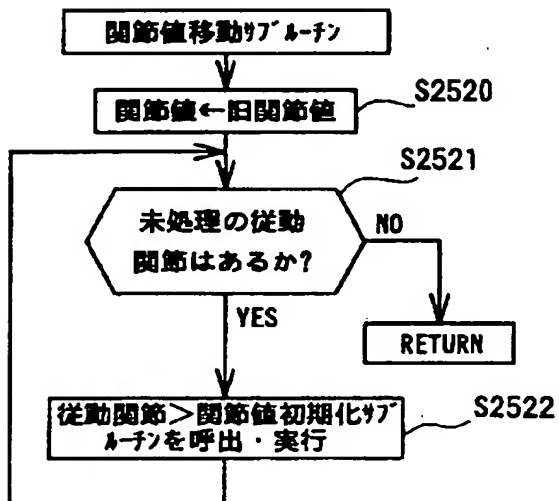 関節値移動ｻﾌﾞﾙｰﾁﾝ
S2520
関節値←旧関節値
S2521
未処理の従動
関節はあるか?
NO
YES
RETURN
従動関節＞関節値初期化ｻﾌﾞ
ﾙｰﾁﾝを呼出・実行
S2522